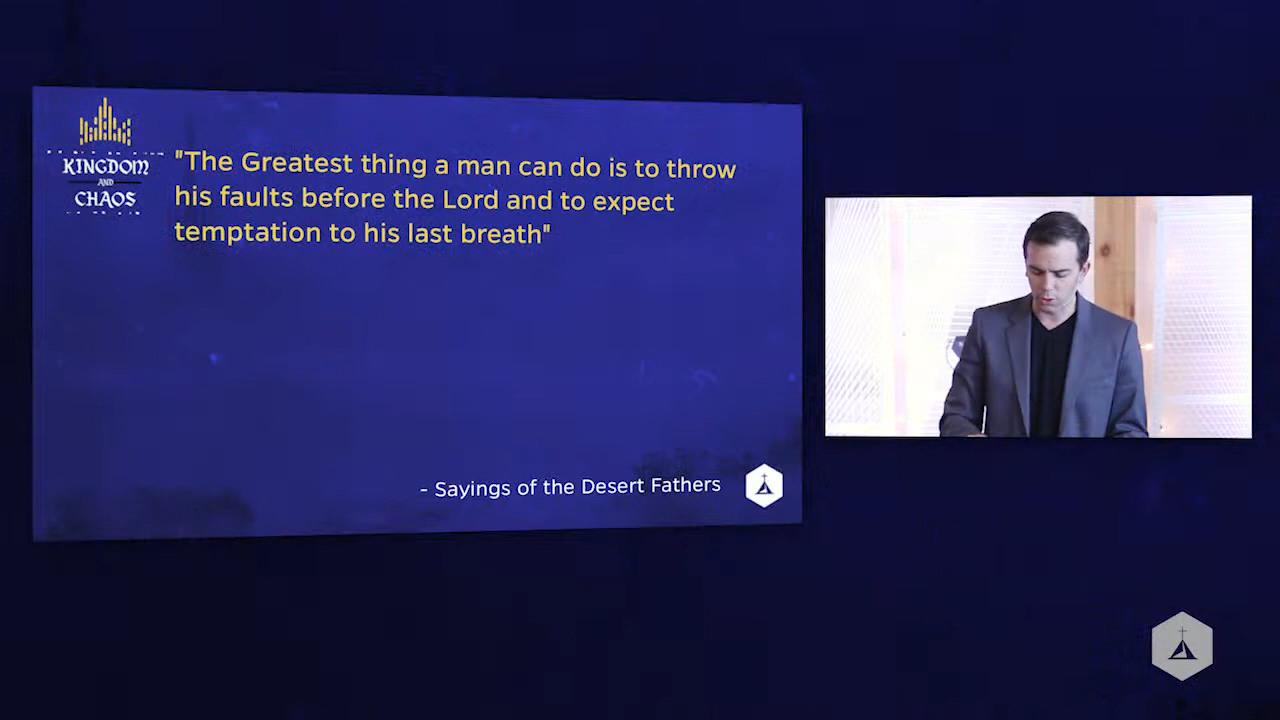 KINGDOM
AND
CHAOS
"The Greatest thing a man can do is to throw
his faults before the Lord and to expect
temptation to his last breath"
- Sayings of the Desert Fathers